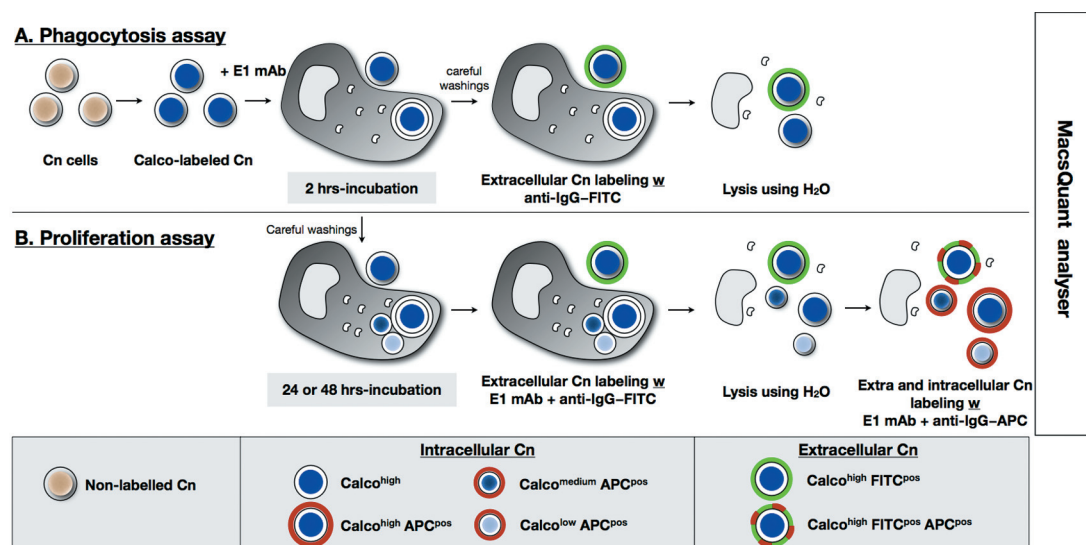 A. Phagocytosis assay
+ E1 mAb
careful
washings
Cn cells
Calco-labeled Cn
2 hrs-incubation
Extracellular Cn labeling w
anti-IgG–FITC
Lysis using H2O
B. Proliferation assay
Careful washings
24 or 48 hrs-incubation
Extracellular Cn labeling w
E1 mAb + anti-IgG–FITC
Lysis using H2O
Extra and intracellular Cn
labeling w
E1 mAb + anti-IgG–APC
MacsQuant analyser
Non-labelled Cn
Intracellular Cn
Calcohigh
Calcomedium APCpos
Calcohigh APCpos
Calcolow APCpos
Extracellular Cn
Calcohigh FITCpos
Calcohigh FITCpos APCpos